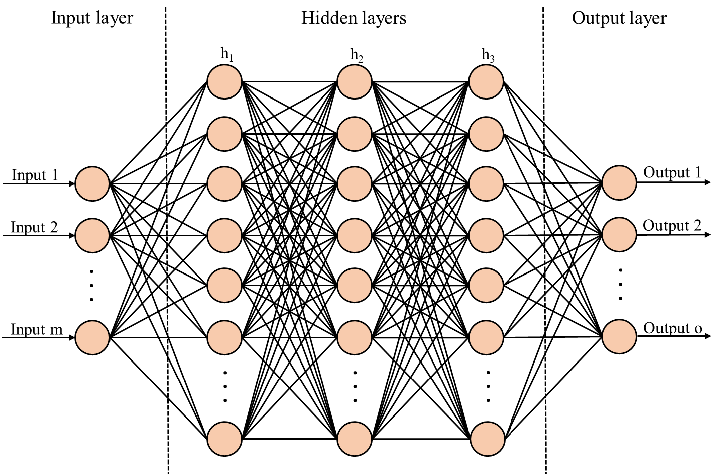 Input layer
Hidden layers
Output layer
h1
h2
h3
Input 1
Output 1
Input 2
Output 2
Input m
Output o